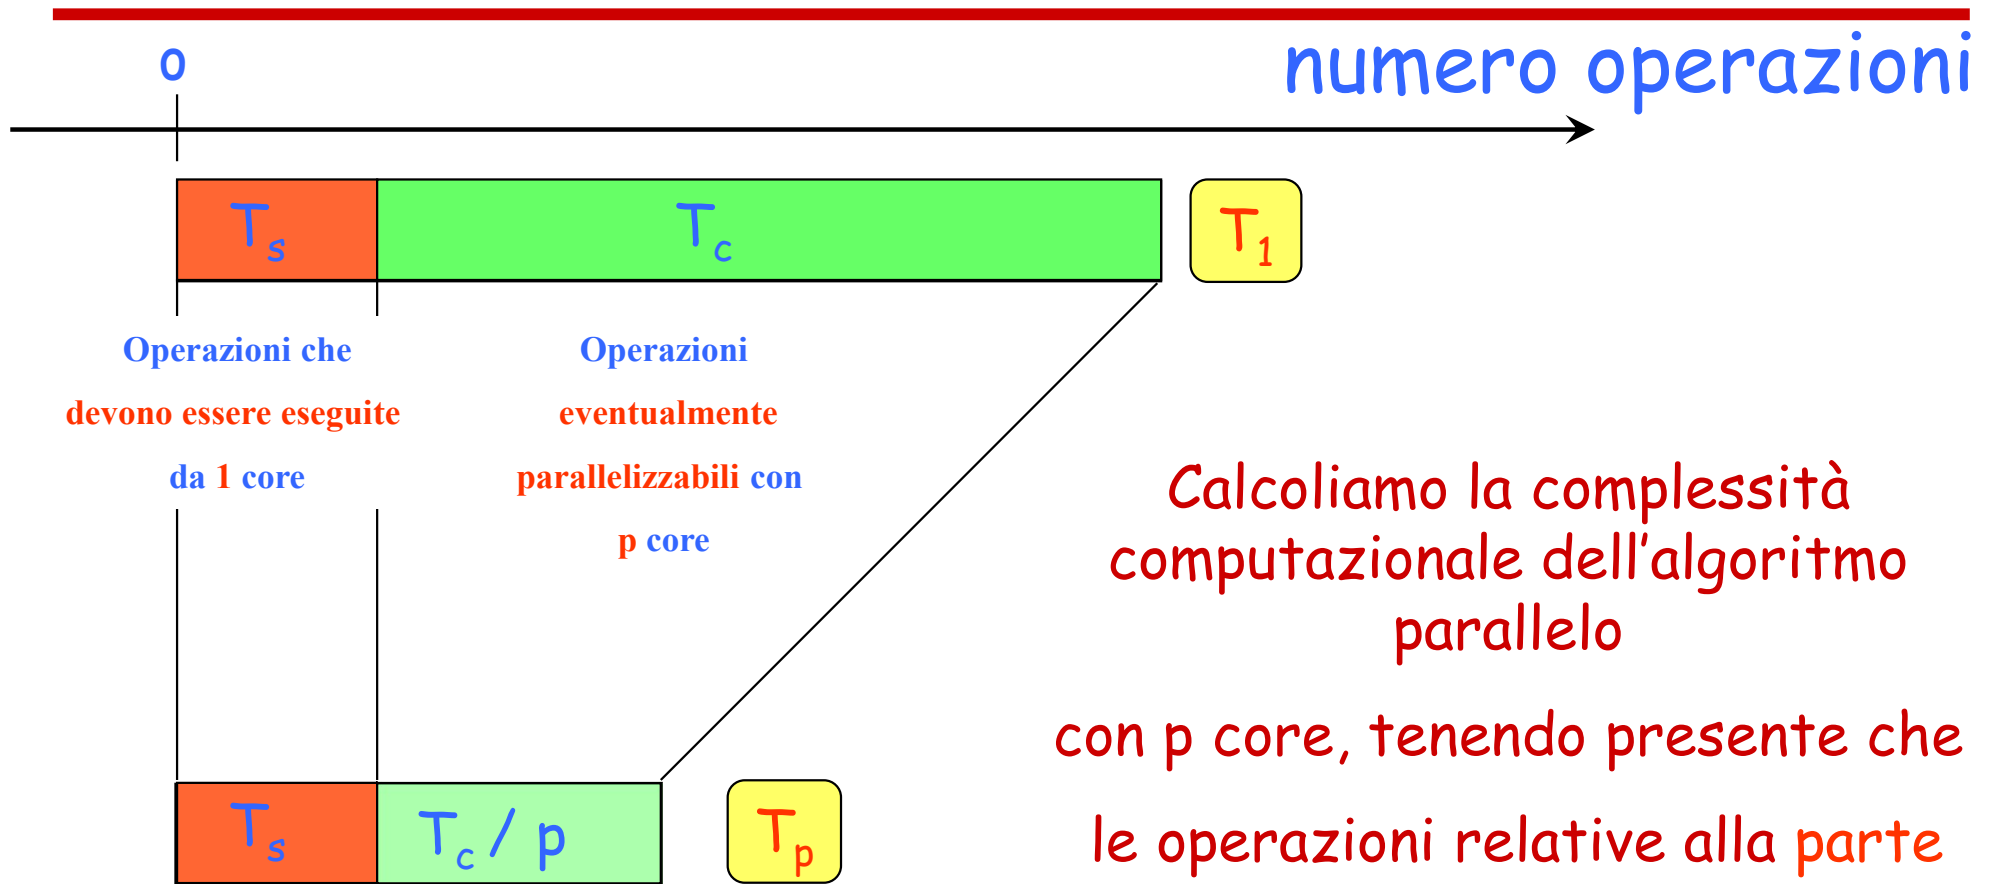 0
numero operazioni
Ts
Tc
T1
Operazioni che
devono essere eseguite
da 1 core
Operazioni
eventualmente
parallelizzabili con
p core
Calcoliamo la complessità
computazionale dell’algoritmo
parallelo
con p core, tenendo presente che
le operazioni relative alla parte
Ts
Tc / p
Tp